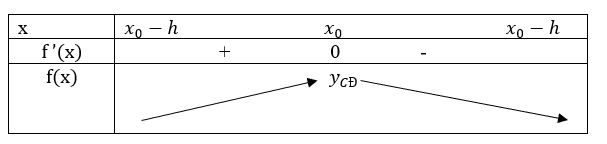 x x₀ − h x₀ x₀ − h
f ’(x) + 0 -
f(x) y_CĐ